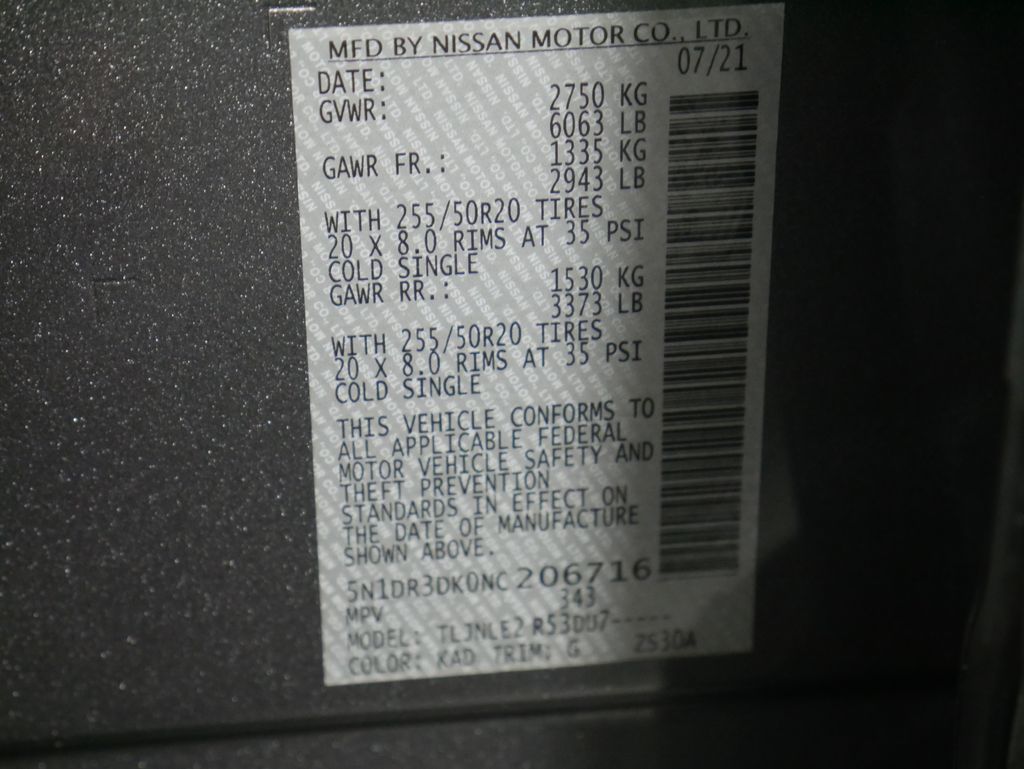 MFD BY NISSAN MOTOR CO., LTD.
DATE: 07/21
GVWR: 2750 KG
6063 LB
GAWR FR.: 1335 KG
2943 LB
WITH 255/50R20 TIRES
20 X 8.0 RIMS AT 35 PSI
COLD SINGLE
GAWR RR.: 1530 KG
3373 LB
WITH 255/50R20 TIRES
20 X 8.0 RIMS AT 35 PSI
COLD SINGLE
THIS VEHICLE CONFORMS TO
ALL APPLICABLE FEDERAL
MOTOR VEHICLE SAFETY AND
THEFT PREVENTION
STANDARDS IN EFFECT ON
THE DATE OF MANUFACTURE
SHOWN ABOVE.
5N1DR3DK0NC206716
MPV 343
MODEL: TLJNLE2 R53DU7-----
COLOR: KAD TRIM: G ZS30A